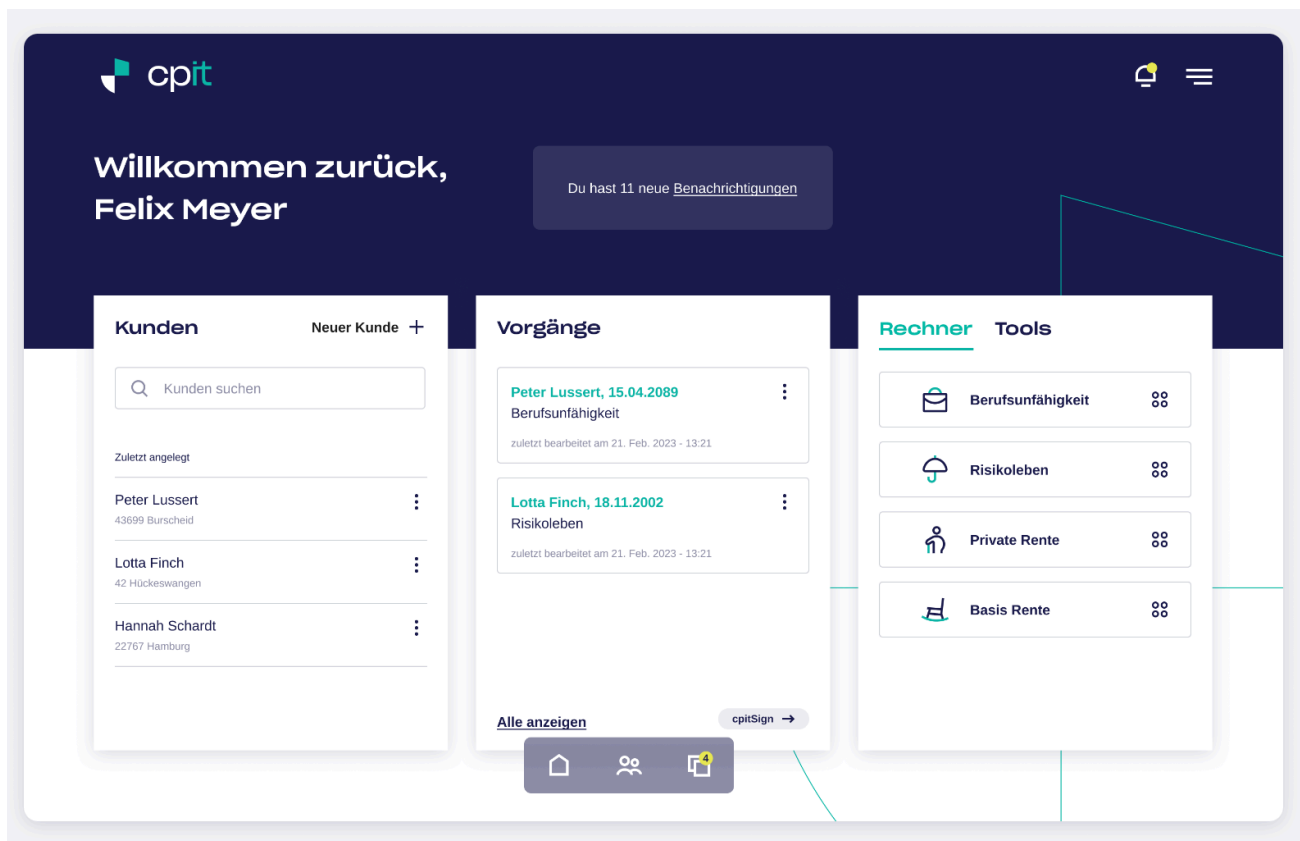 cpit
Willkommen zurück,
Felix Meyer
Du hast 11 neue Benachrichtigungen
Kunden
Neuer Kunde
Kunden suchen
Zuletzt angelegt
Peter Lussert
43699 Burscheid
Lotta Finch
42 Hückeswangen
Hannah Schardt
22767 Hamburg
Vorgänge
Peter Lussert, 15.04.2089
Berufsunfähigkeit
zuletzt bearbeitet am 21. Feb. 2023 - 13:21
Lotta Finch, 18.11.2002
Risikoleben
zuletzt bearbeitet am 21. Feb. 2023 - 13:21
Alle anzeigen
cpitSign →
Rechner
Tools
Berufsunfähigkeit
Risikoleben
Private Rente
Basis Rente
4